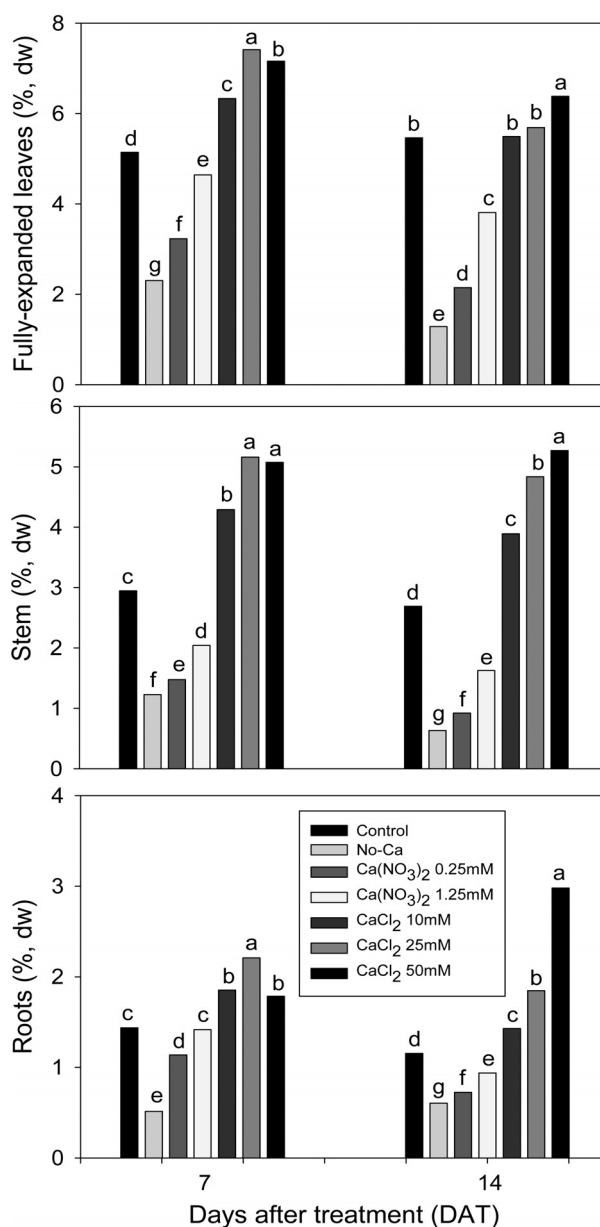 Fully-expanded leaves (%, dw)
8
6
4
2
0
d
g
f
e
c
a
b
b
e
d
c
b
b
a
Stem (%, dw)
6
5
4
3
2
1
0
c
f
e
d
b
a
a
d
g
f
e
c
b
a
Roots (%, dw)
4
3
2
1
0
c
e
d
c
b
a
b
d
g
f
e
c
b
a
Control
No-Ca
Ca(NO3)2 0.25mM
Ca(NO3)2 1.25mM
CaCl2 10mM
CaCl2 25mM
CaCl2 50mM
7
14
Days after treatment (DAT)